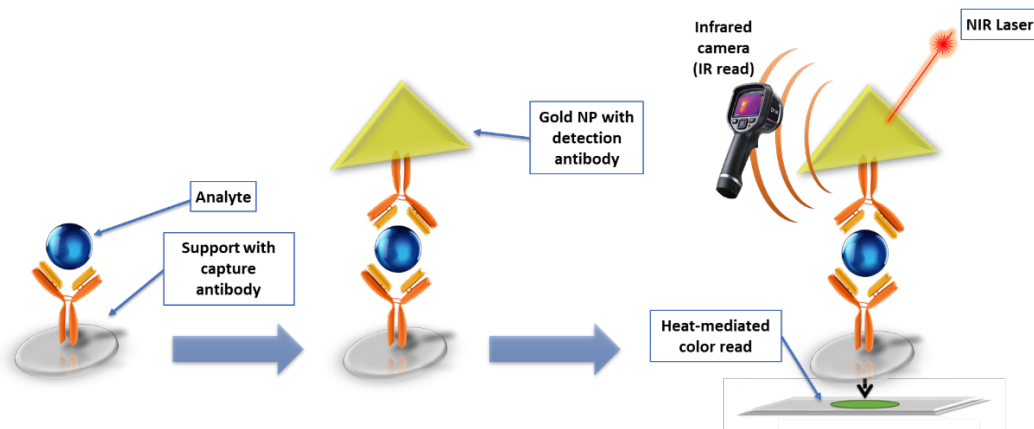 Analyte
Support with
capture
antibody
Gold NP with
detection
antibody
Infrared
camera
(IR read)
NIR Laser
Heat-mediated
color read